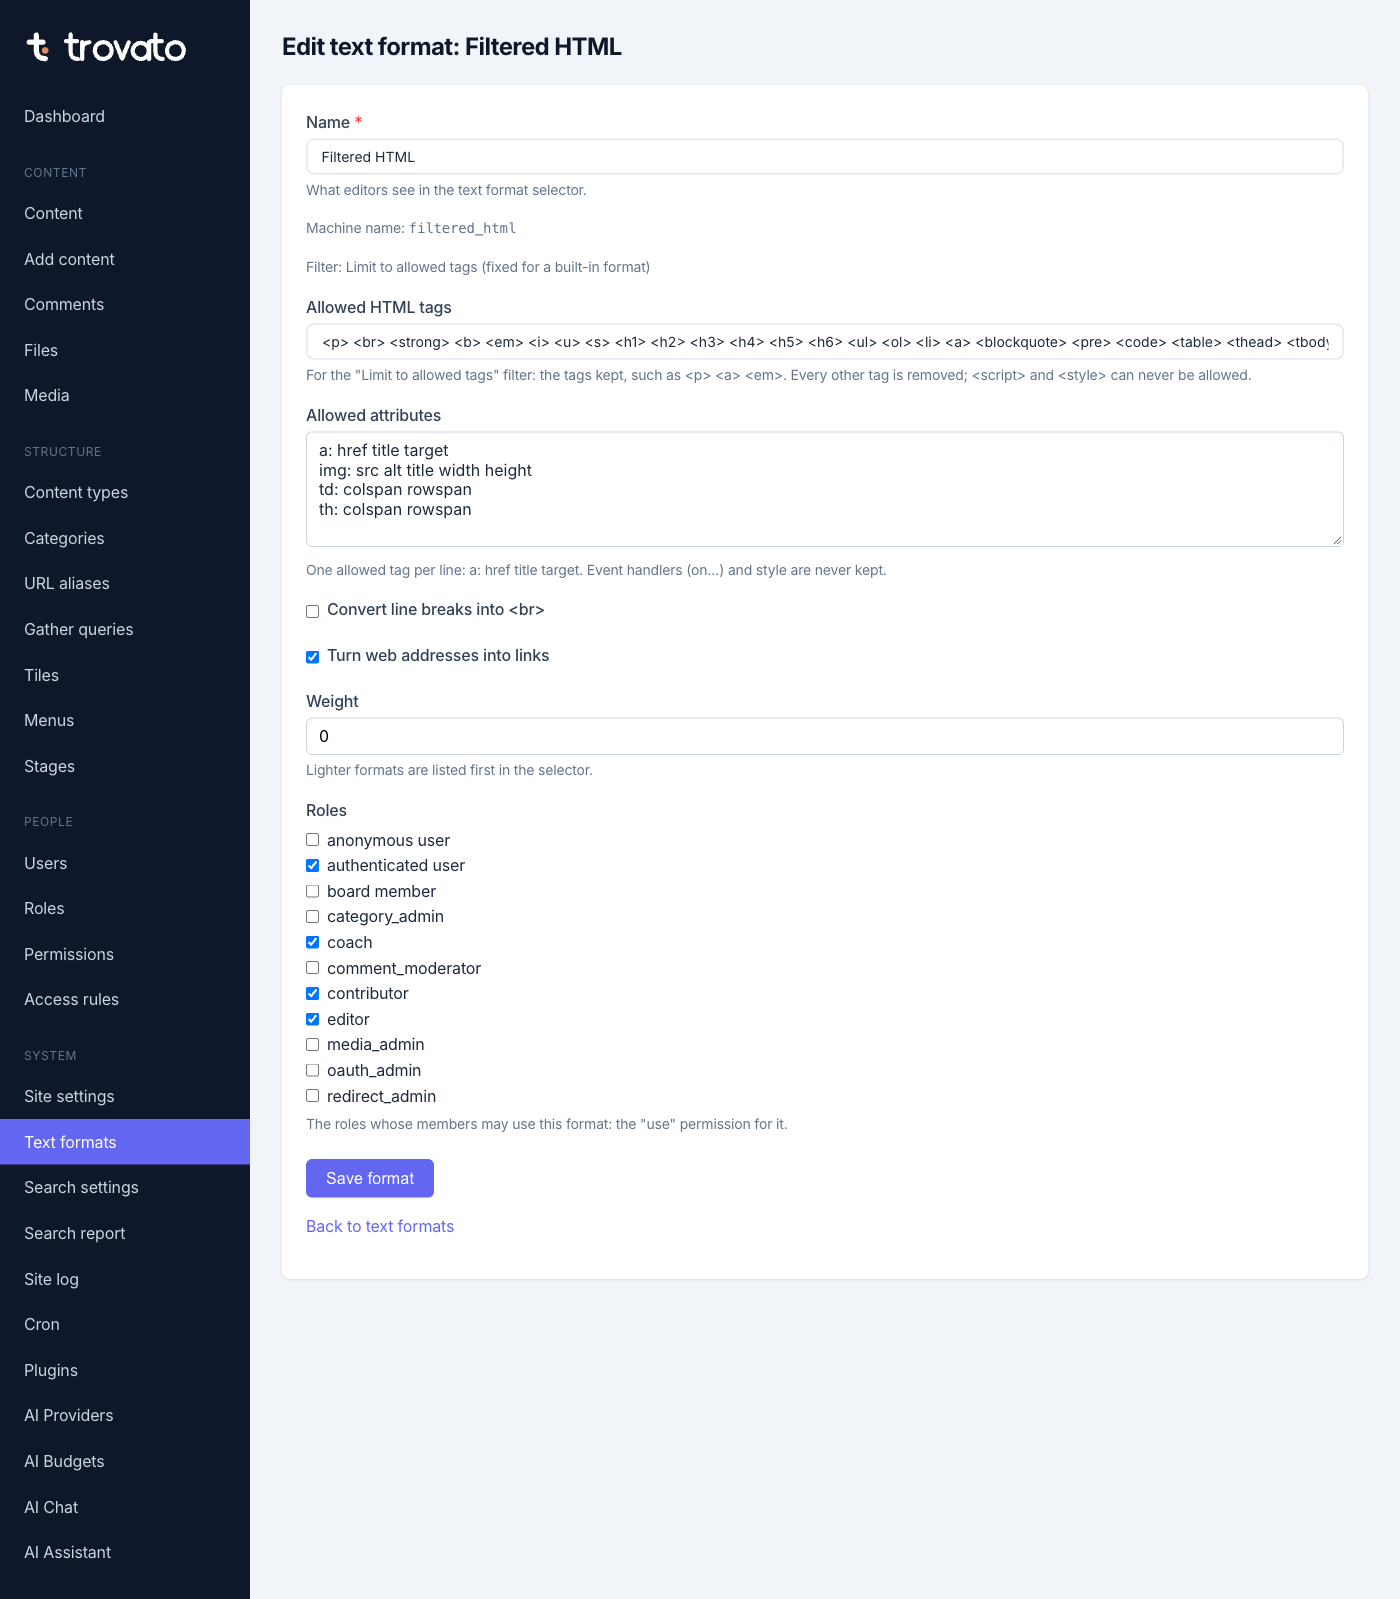 trovato
Dashboard
CONTENT
Content
Add content
Comments
Files
Media
STRUCTURE
Content types
Categories
URL aliases
Gather queries
Tiles
Menus
Stages
PEOPLE
Users
Roles
Permissions
Access rules
SYSTEM
Site settings
Text formats
Search settings
Search report
Site log
Cron
Plugins
AI Providers
AI Budgets
AI Chat
AI Assistant
Edit text format: Filtered HTML
Name *
Filtered HTML
What editors see in the text format selector.
Machine name: filtered_html
Filter: Limit to allowed tags (fixed for a built-in format)
Allowed HTML tags
<p> <br> <strong> <b> <em> <i> <u> <s> <h1> <h2> <h3> <h4> <h5> <h6> <ul> <ol> <li> <a> <blockquote> <pre> <code> <table> <thead> <tbody
For the "Limit to allowed tags" filter: the tags kept, such as <p> <a> <em>. Every other tag is removed; <script> and <style> can never be allowed.
Allowed attributes
a: href title target
img: src alt title width height
td: colspan rowspan
th: colspan rowspan
One allowed tag per line: a: href title target. Event handlers (on...) and style are never kept.
Convert line breaks into <br>
Turn web addresses into links
Weight
0
Lighter formats are listed first in the selector.
Roles
anonymous user
authenticated user
board member
category_admin
coach
comment_moderator
contributor
editor
media_admin
oauth_admin
redirect_admin
The roles whose members may use this format: the "use" permission for it.
Save format
Back to text formats